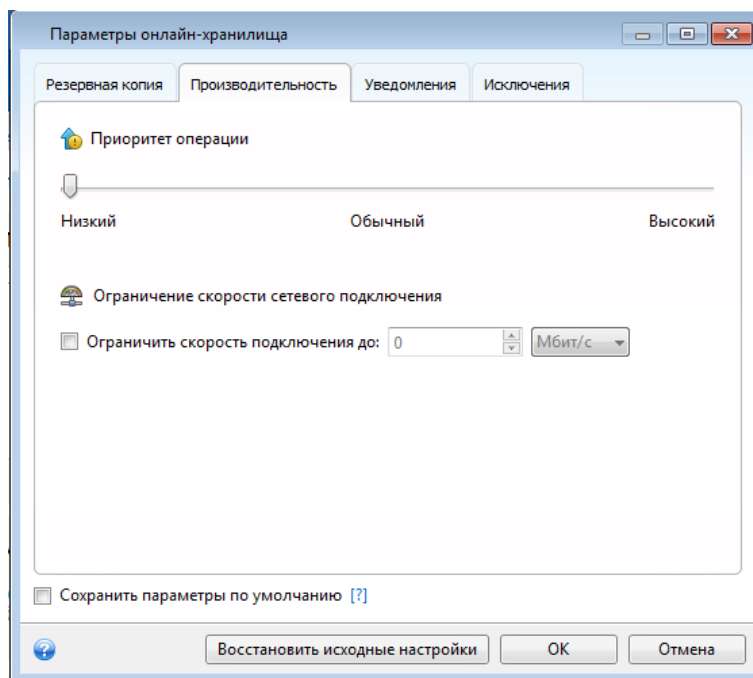 Параметры онлайн-хранилища
Резервная копия Производительность Уведомления Исключения
Приоритет операции
Низкий Обычный Высокий
Ограничение скорости сетевого подключения
Ограничить скорость подключения до: 0 Мбит/с
Сохранить параметры по умолчанию [?]
Восстановить исходные настройки ОК Отмена